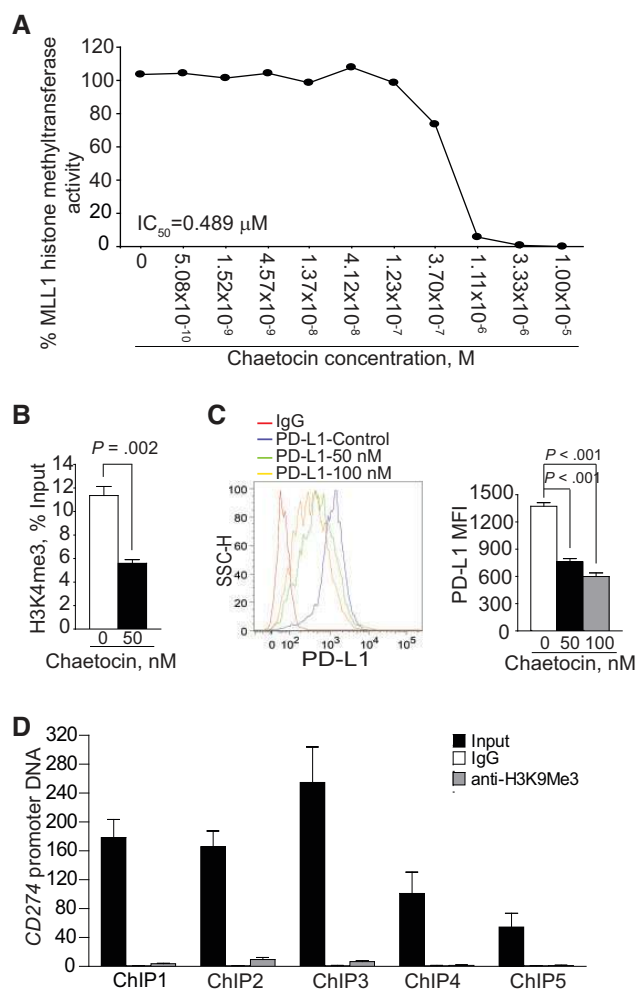 A
% MLL1 histone methyltransferase
activity
120
100
80
60
40
20
0
IC50=0.489 µM
0
5.08x10-10
1.52x10-9
4.57x10-9
1.37x10-8
4.12x10-8
1.23x10-7
3.70x10-7
1.11x10-6
3.33x10-6
1.00x10-5
Chaetocin concentration, M
B
P = .002
H3K4me3, % Input
14
12
10
8
6
4
2
0
0 50
Chaetocin, nM
C
IgG
PD-L1-Control
PD-L1-50 nM
PD-L1-100 nM
SSC-H
100
80
60
40
20
0
0 102 103 104 105
PD-L1
P < .001
P < .001
PD-L1 MFI
1500
1200
900
600
300
0
0 50 100
Chaetocin, nM
D
CD274 promoter DNA
320
280
240
200
160
120
80
40
0
Input
IgG
anti-H3K9Me3
ChIP1 ChIP2 ChIP3 ChIP4 ChIP5